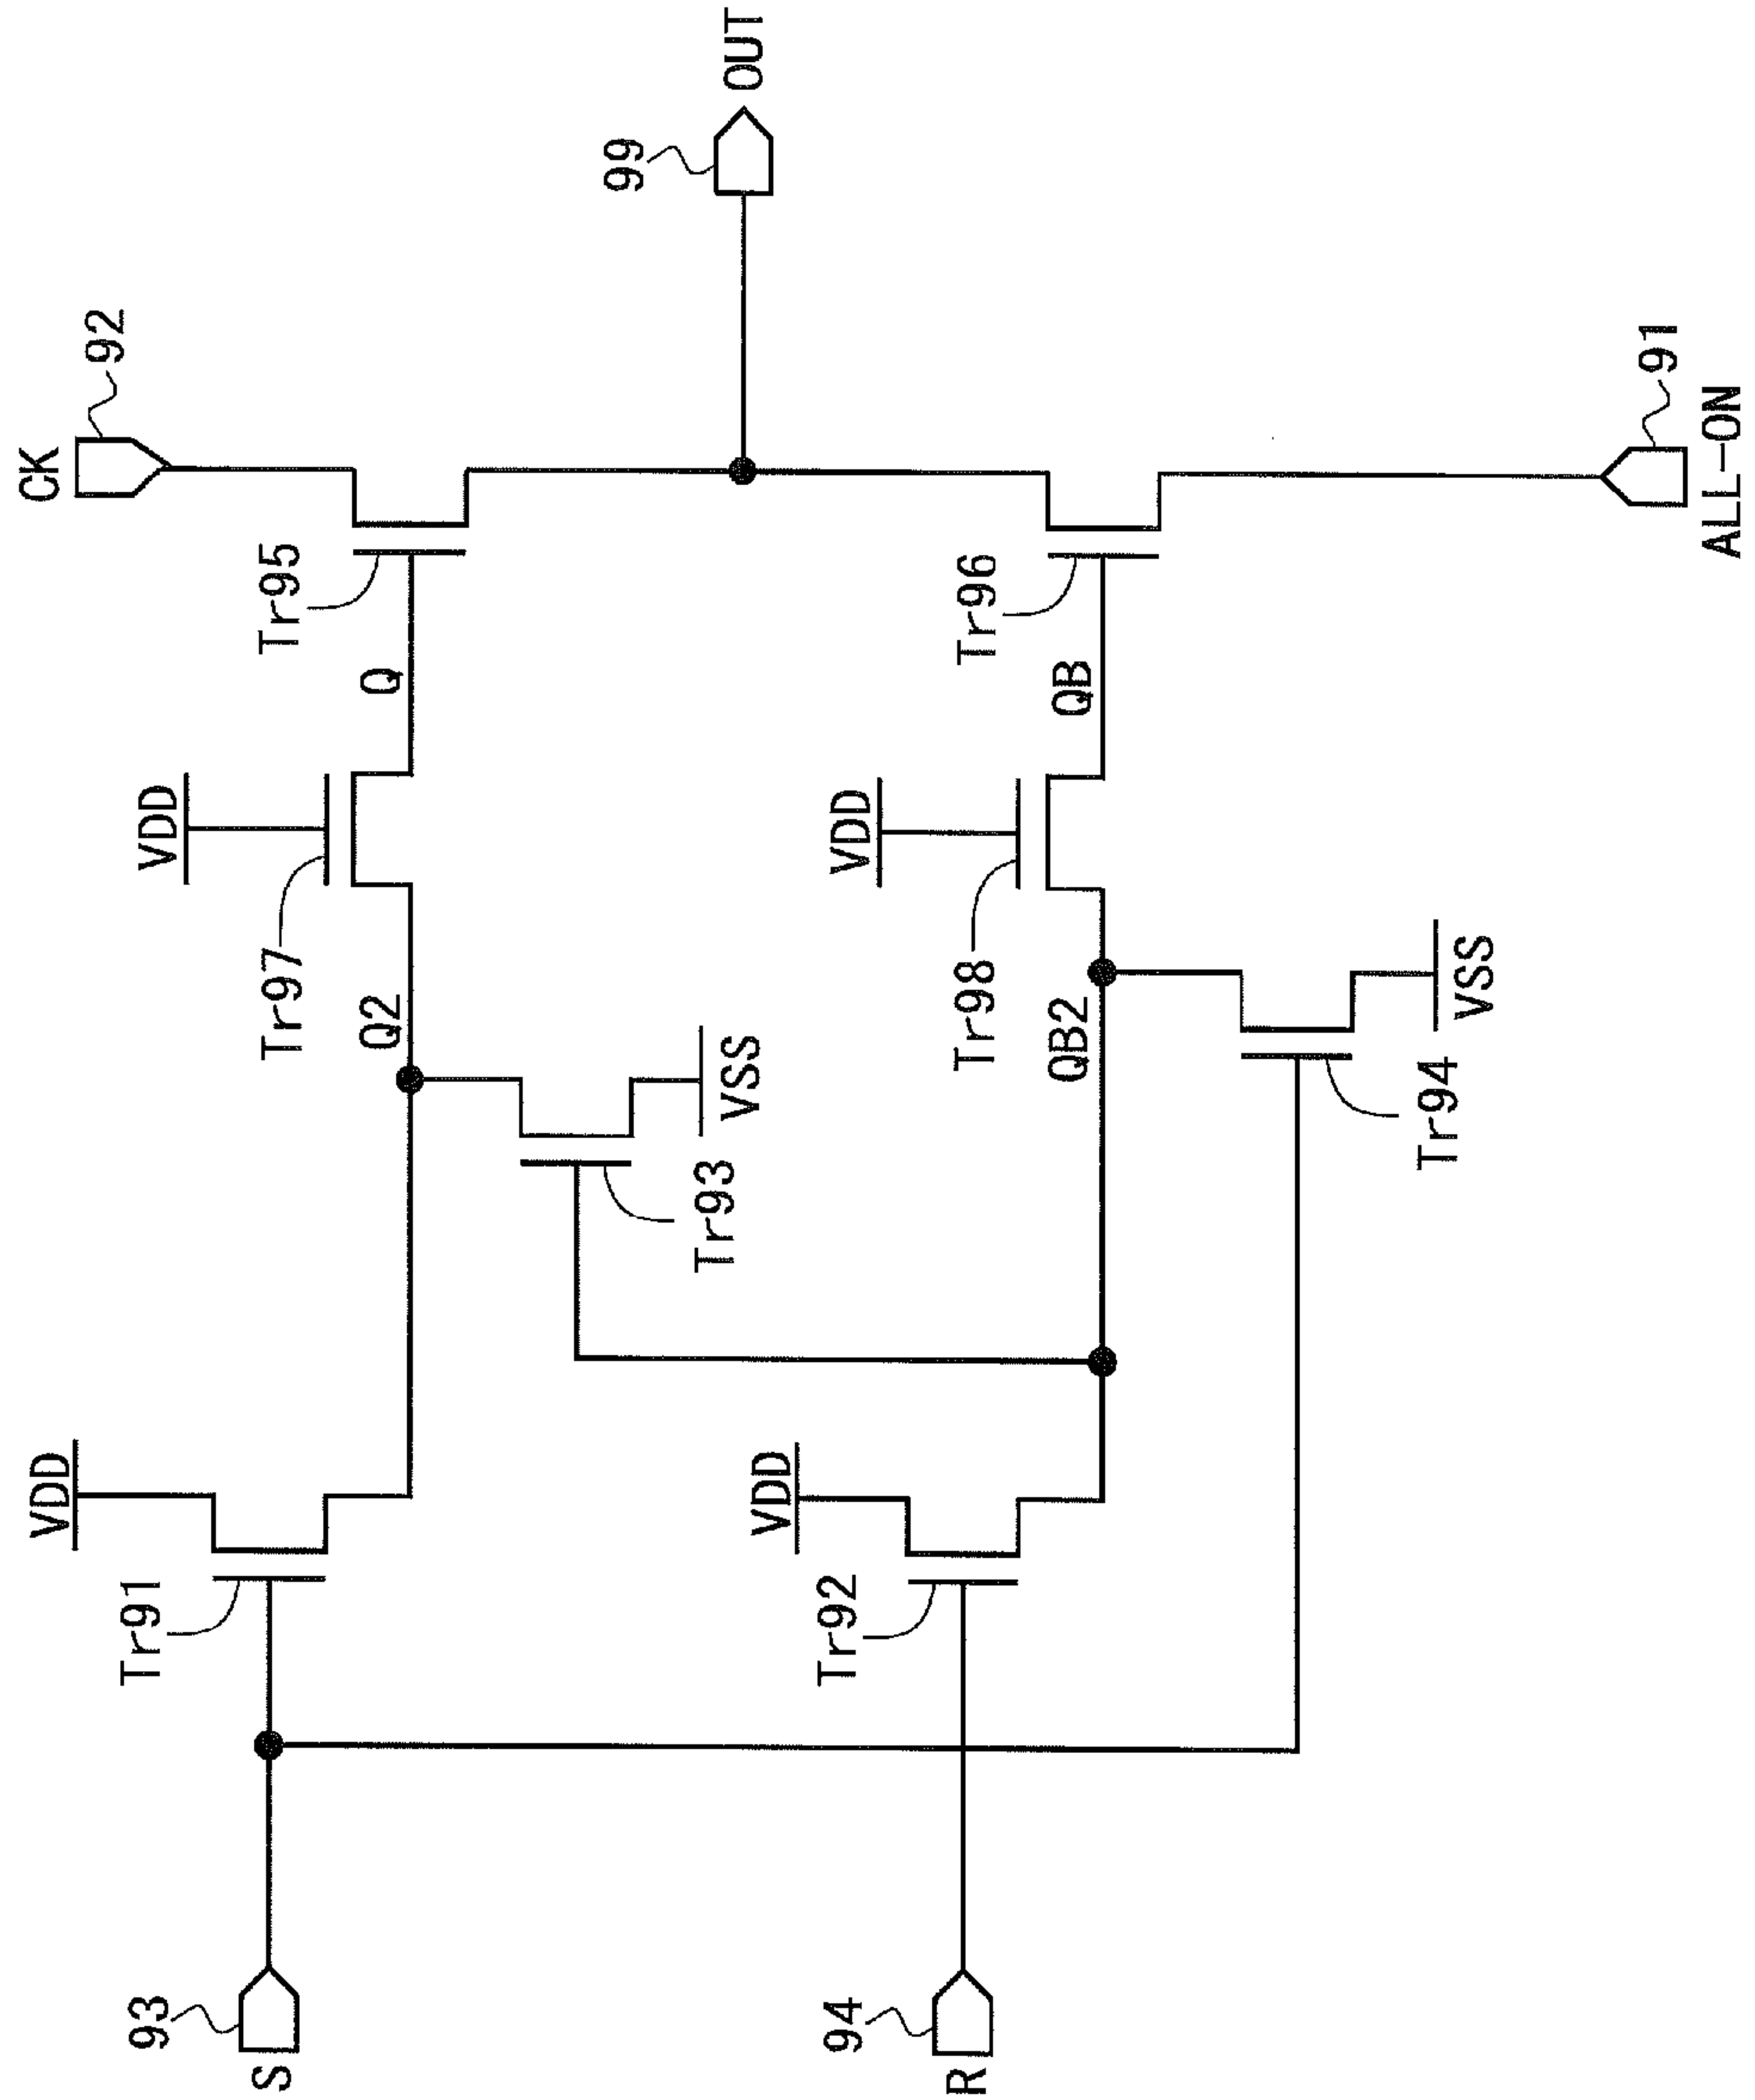 CK
92
OUT
99
Tr95
Q
VDD
Tr97
Q2
VSS
Tr93
VDD
Tr91
93
S
91
ALL-ON
Tr96
QB
VDD
Tr98
QB2
VSS
Tr94
VDD
Tr92
94
R